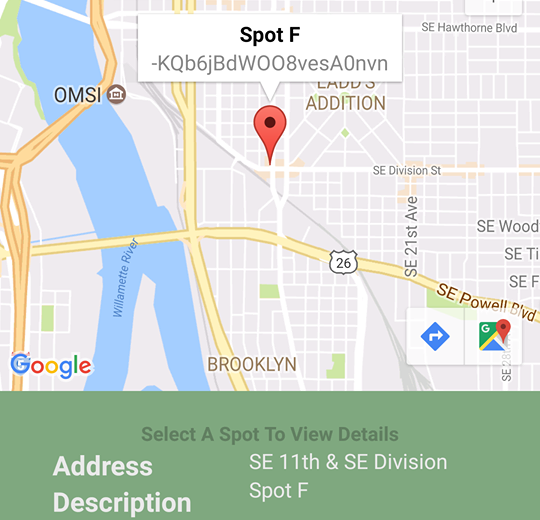 SE Hawthorne Blvd
Spot F
-KQb6jBdWOO8vesA0nvn
OMSI
LADD'S
ADDITION
SE Division St
SE 21st Ave
SE Wood
SE Ti
SE F
Willamette River
26
SE Powell Blvd
G
BROOKLYN
Google
Select A Spot To View Details
Address
SE 11th & SE Division
Description
Spot F